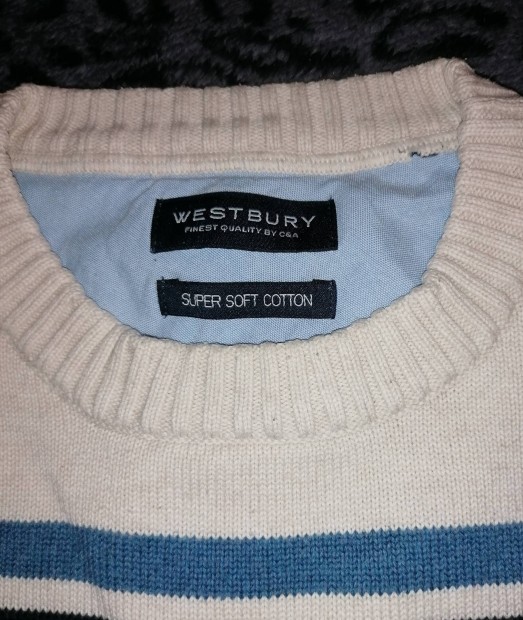 WESTBURY
FINEST QUALITY BY C&A
SUPER SOFT COTTON